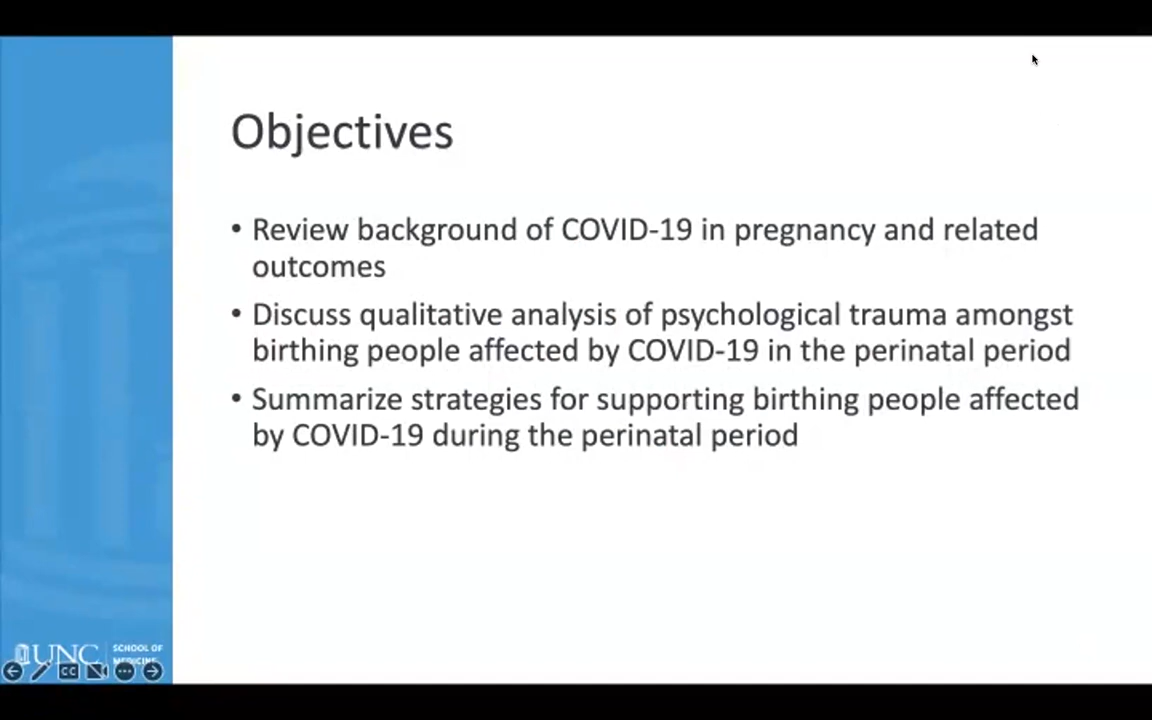 Objectives
• Review background of COVID-19 in pregnancy and related
outcomes
• Discuss qualitative analysis of psychological trauma amongst
birthing people affected by COVID-19 in the perinatal period
• Summarize strategies for supporting birthing people affected
by COVID-19 during the perinatal period
UNC
SCHOOL OF
MEDICINE
CC